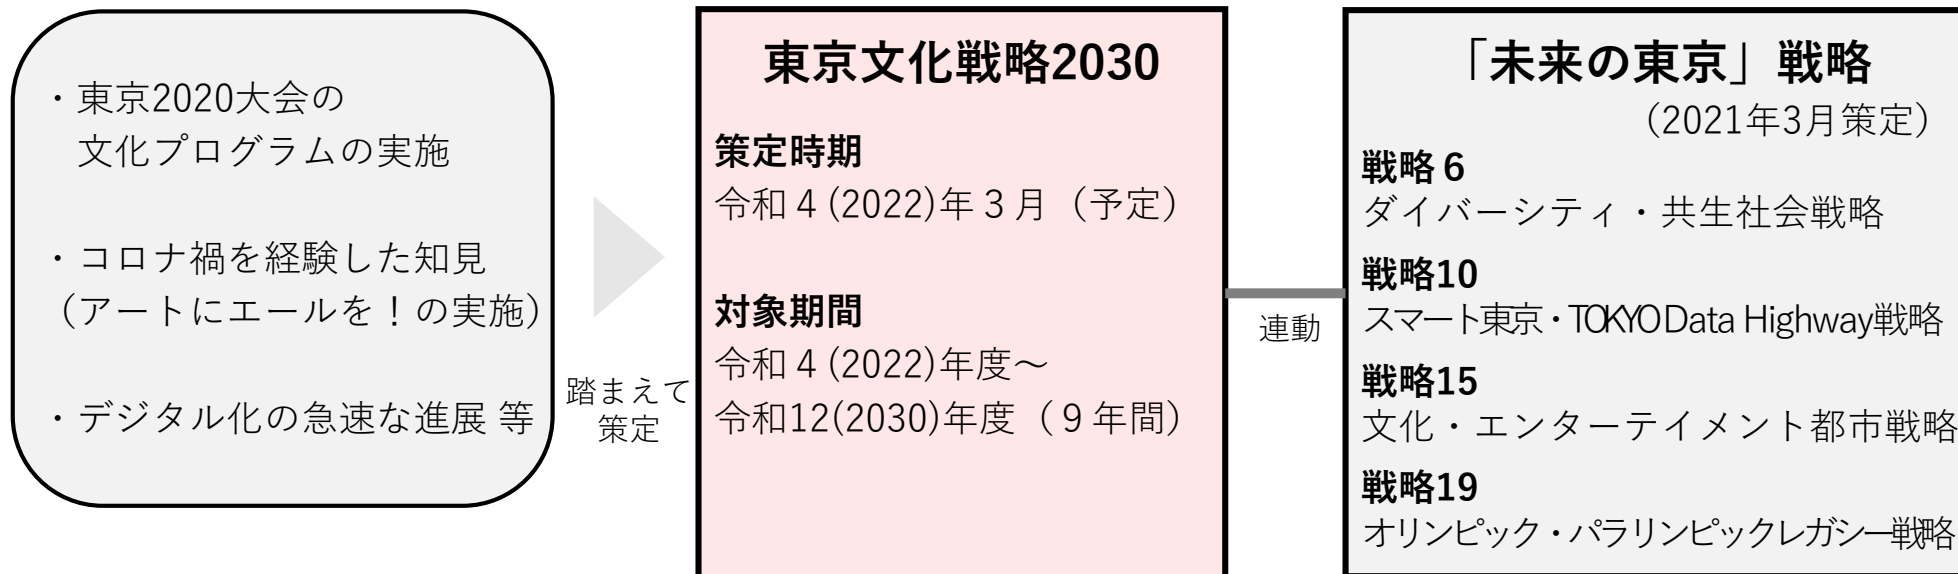 ・東京2020大会の
文化プログラムの実施
・コロナ禍を経験した知見
（アートにエールを！の実施）
・デジタル化の急速な進展 等
踏まえて
策定
東京文化戦略2030
策定時期
令和４(2022)年３月（予定）
対象期間
令和４(2022)年度～
令和12(2030)年度（９年間）
連動
「未来の東京」戦略
（2021年3月策定）
戦略６
ダイバーシティ・共生社会戦略
戦略10
スマート東京・TOKYO Data Highway戦略
戦略15
文化・エンターテイメント都市戦略
戦略19
オリンピック・パラリンピックレガシー戦略